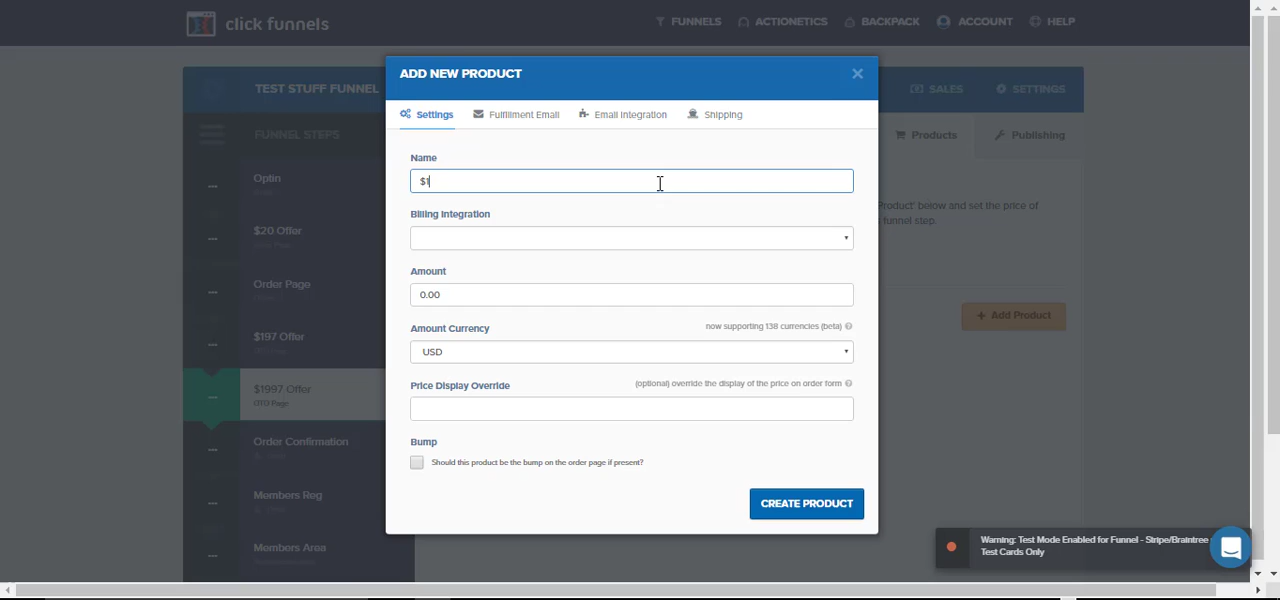 click funnels
FUNNELS
ACTIONETICS
BACKPACK
ACCOUNT
HELP
TEST STUFF FUNNEL
SALES
SETTINGS
ADD NEW PRODUCT
×
Settings
Fulfillment Email
Email Integration
Shipping
FUNNEL STEPS
Products
Publishing
Optin
$20 Offer
Order Page
$197 Offer
$1997 Offer
OTO Page
Order Confirmation
Members Reg
Members Area
Name
$1
Billing Integration
Amount
0.00
Amount Currency
now supporting 138 currencies (beta)
USD
Price Display Override
(optional) override the display of the price on order form
Bump
Should this product be the bump on the order page if present?
CREATE PRODUCT
Product' below and set the price of
funnel step.
+ Add Product
Warning: Test Mode Enabled for Funnel - Stripe/Braintree
Test Cards Only